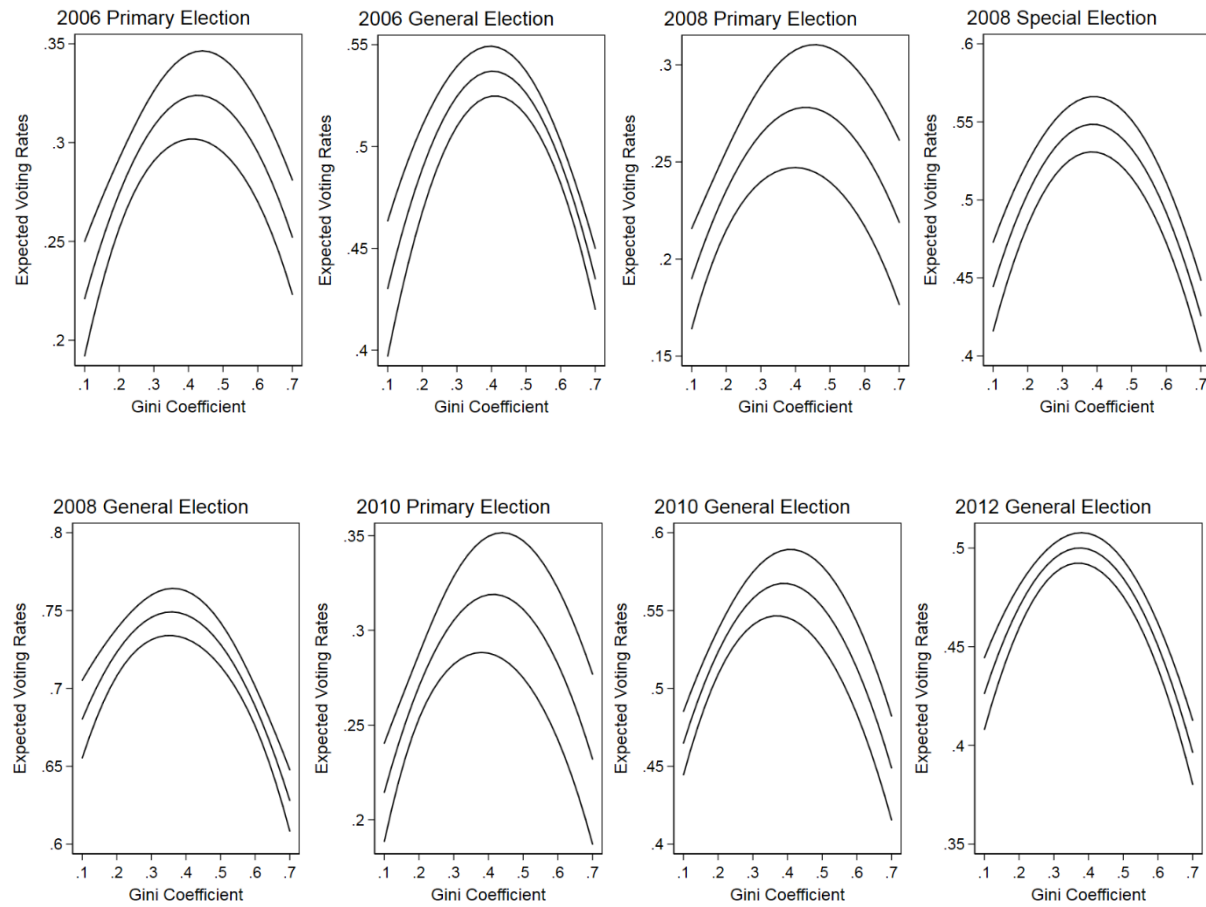 2006 Primary Election
2006 General Election
2008 Primary Election
2008 Special Election
Expected Voting Rates
.35
.3
.25
.2
.1 .2 .3 .4 .5 .6 .7
Gini Coefficient
Expected Voting Rates
.55
.5
.45
.4
.1 .2 .3 .4 .5 .6 .7
Gini Coefficient
Expected Voting Rates
.3
.25
.2
.15
.1 .2 .3 .4 .5 .6 .7
Gini Coefficient
Expected Voting Rates
.6
.55
.5
.45
.4
.1 .2 .3 .4 .5 .6 .7
Gini Coefficient
2008 General Election
2010 Primary Election
2010 General Election
2012 General Election
Expected Voting Rates
.8
.75
.7
.65
.6
.1 .2 .3 .4 .5 .6 .7
Gini Coefficient
Expected Voting Rates
.35
.3
.25
.2
.1 .2 .3 .4 .5 .6 .7
Gini Coefficient
Expected Voting Rates
.6
.55
.5
.45
.4
.1 .2 .3 .4 .5 .6 .7
Gini Coefficient
Expected Voting Rates
.5
.45
.4
.35
.1 .2 .3 .4 .5 .6 .7
Gini Coefficient